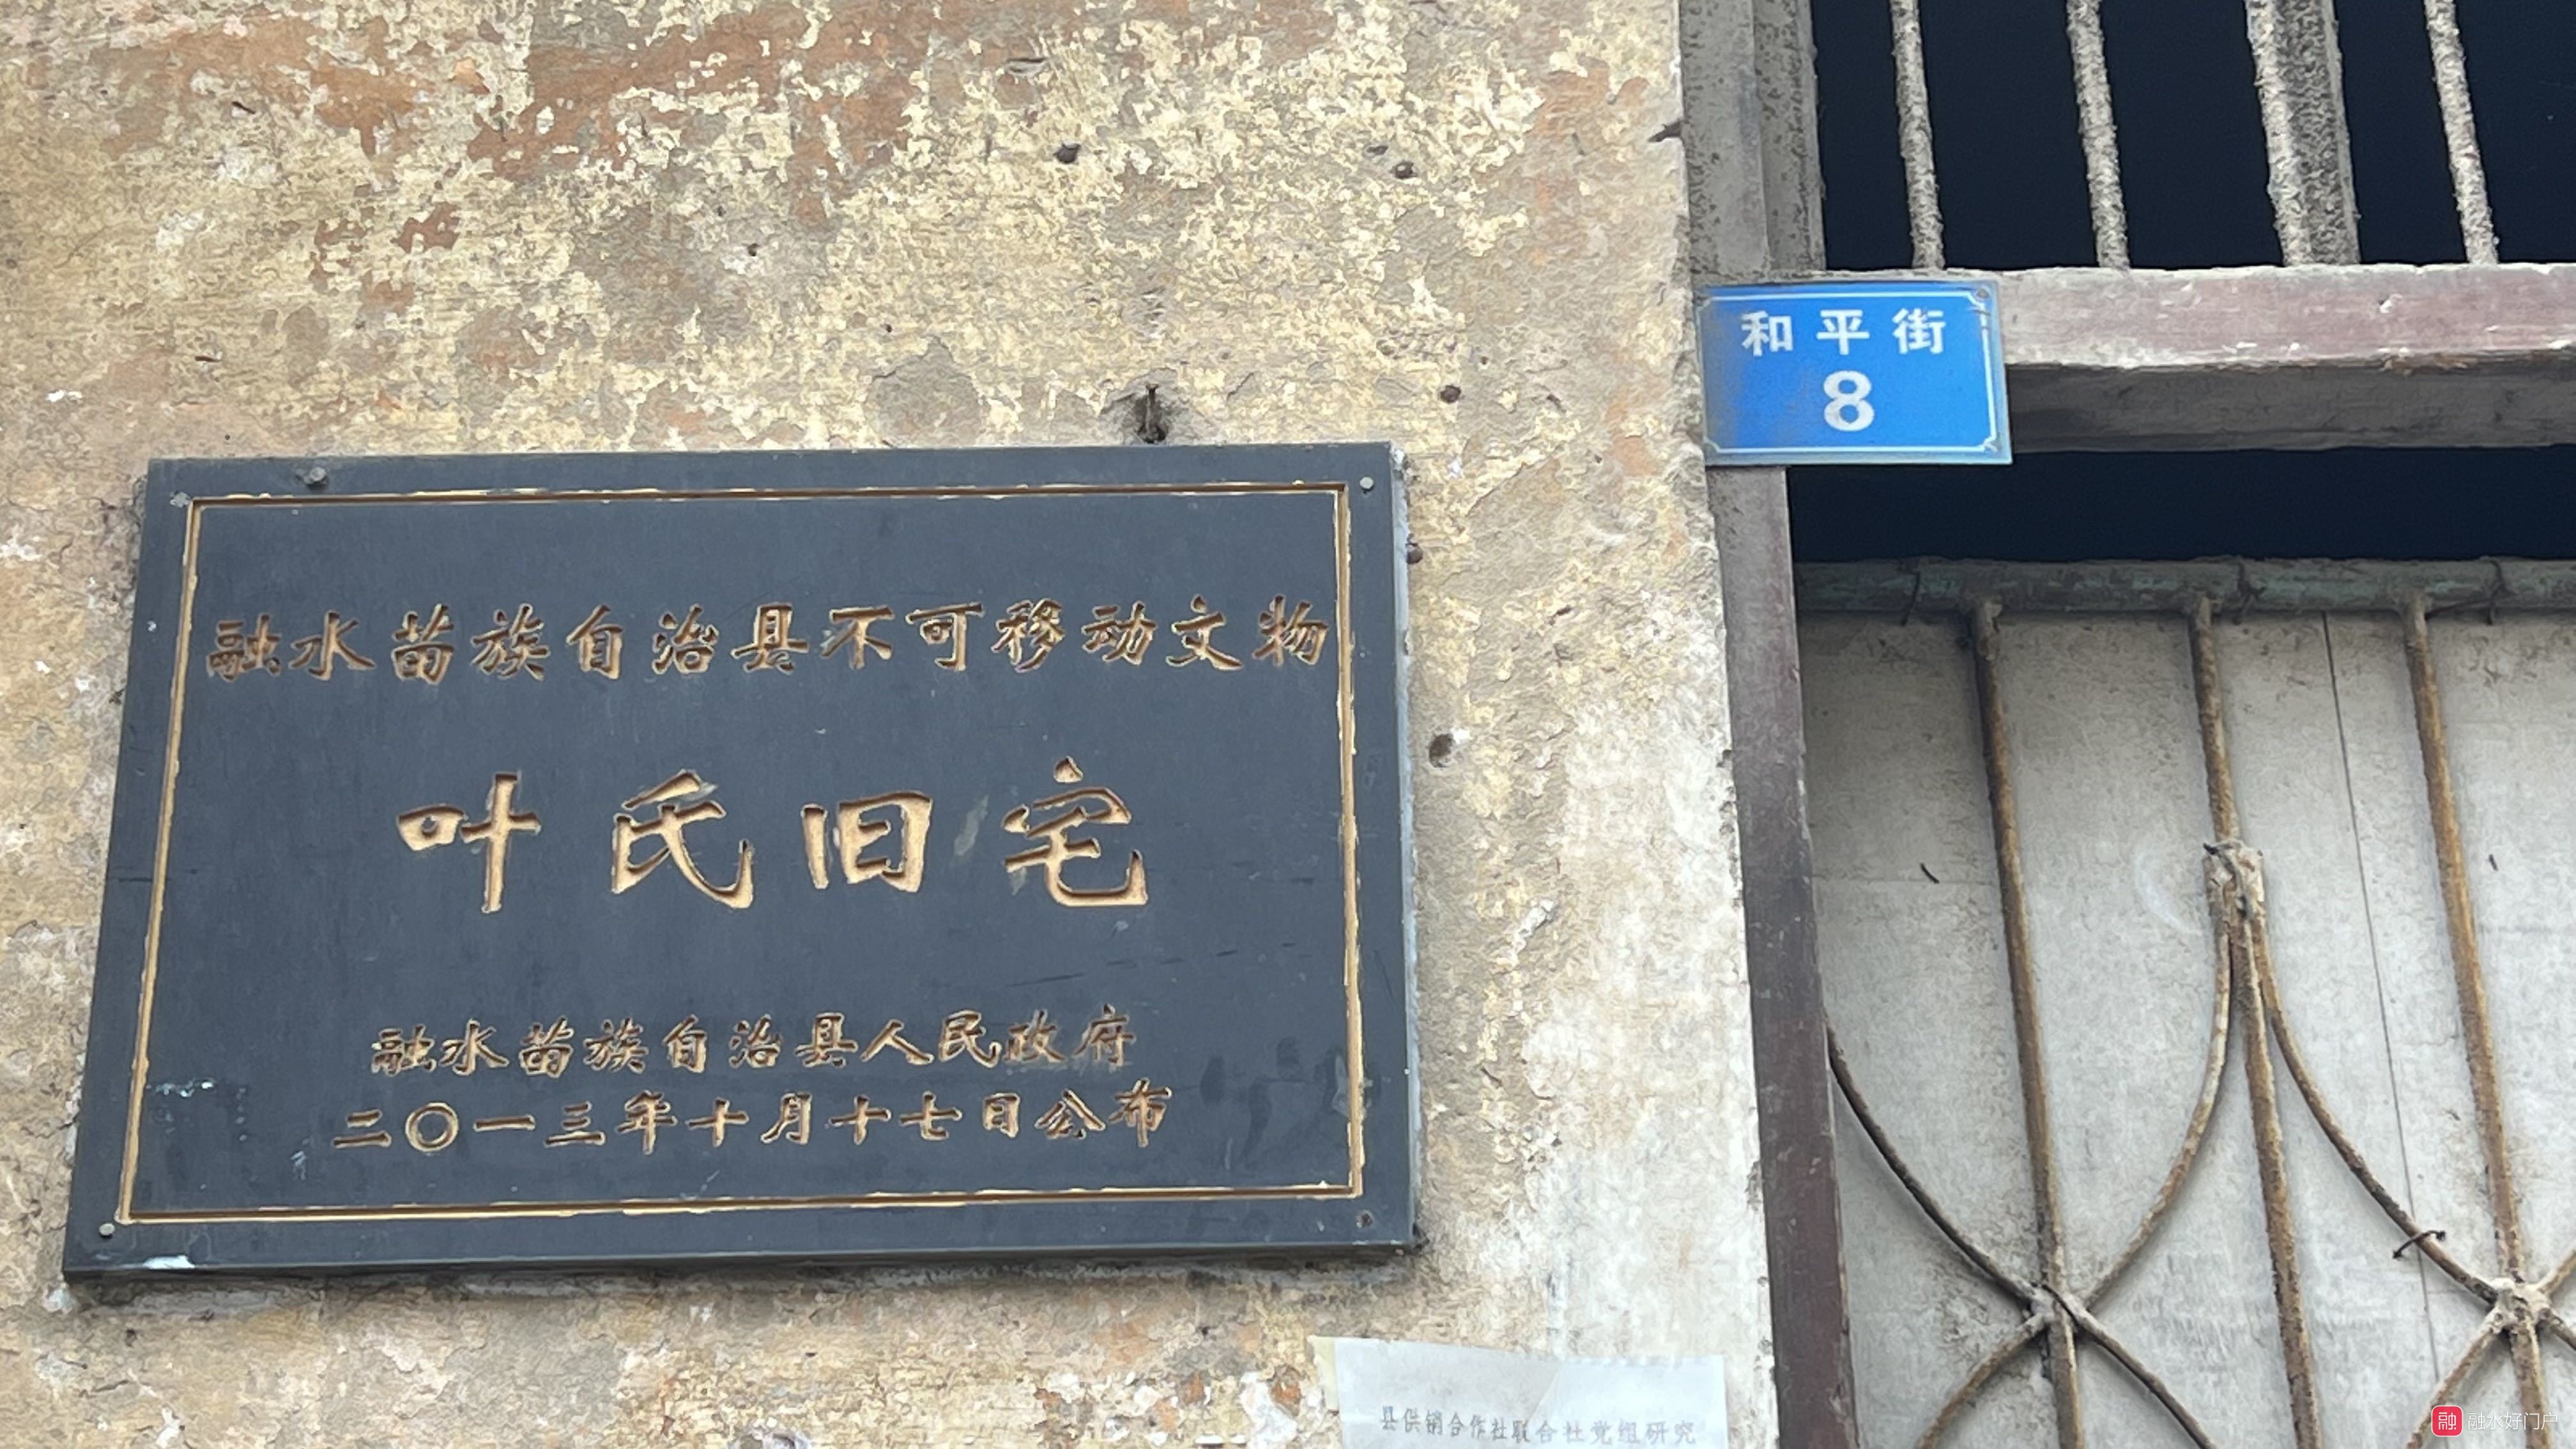 融水苗族自治县不可移动文物
叶氏旧宅
融水苗族自治县人民政府
二〇一三年十月十七日公布
和平街
8
县供销合作社联合社党组研究
融 融水好门户